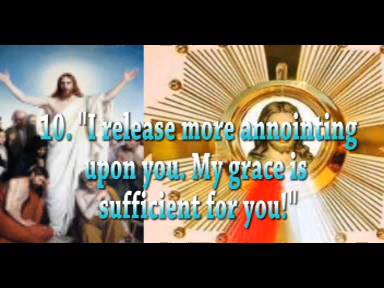 10. "I release more annointing
upon you. My grace is
sufficient for you!"